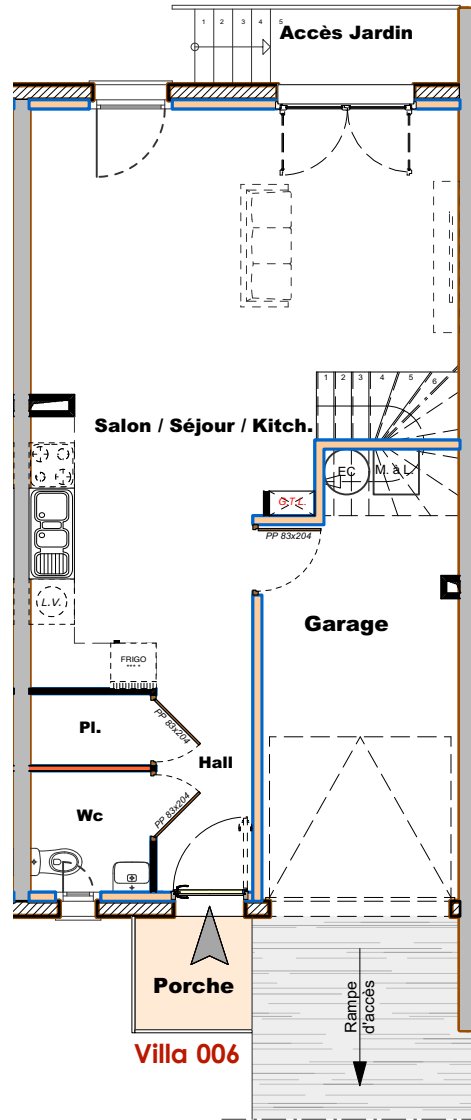 1 2 3 4 5
Accès Jardin
1 2 3 4 5 6
Salon / Séjour / Kitch.
EC
M. à L.
G.T.L.
PP 83x204
L.V.
Garage
FRIGO
****
Pl.
PP 83x204
Hall
Wc
PP 83x204
Porche
Rampe
d'accès
Villa 006